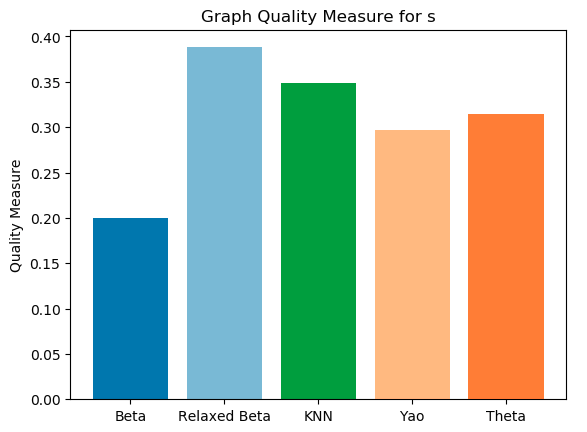 Graph Quality Measure for s
Quality Measure
0.40
0.35
0.30
0.25
0.20
0.15
0.10
0.05
0.00
Beta
Relaxed Beta
KNN
Yao
Theta